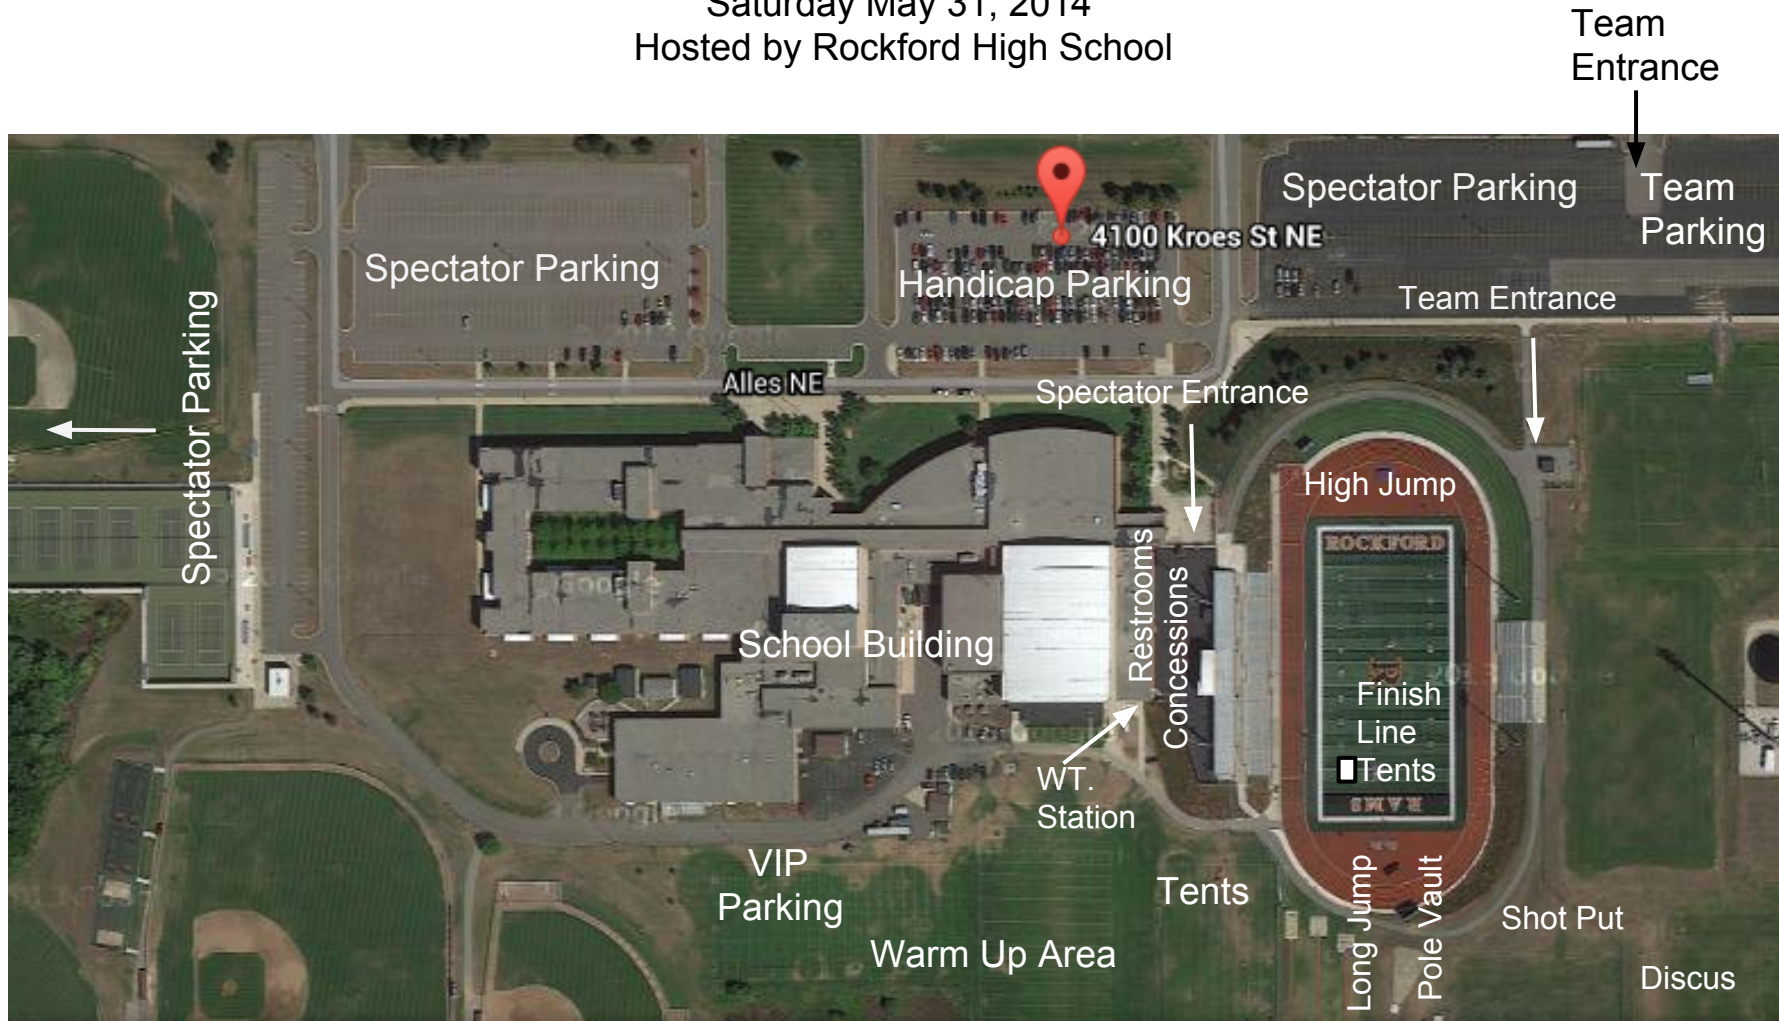 Saturday May 31, 2014
Hosted by Rockford High School
Team
Entrance
Spectator Parking
Team
Parking
4100 Kroes St NE
Spectator Parking
Handicap Parking
Team Entrance
Spectator Parking
Alles NE
Spectator Entrance
High Jump
ROCKFORD
Restrooms
Concessions
Google
School Building
Finish
Line
Tents
WT.
Station
RAMS
VIP
Parking
Tents
Long Jump
Pole Vault
Shot Put
Warm Up Area
Discus